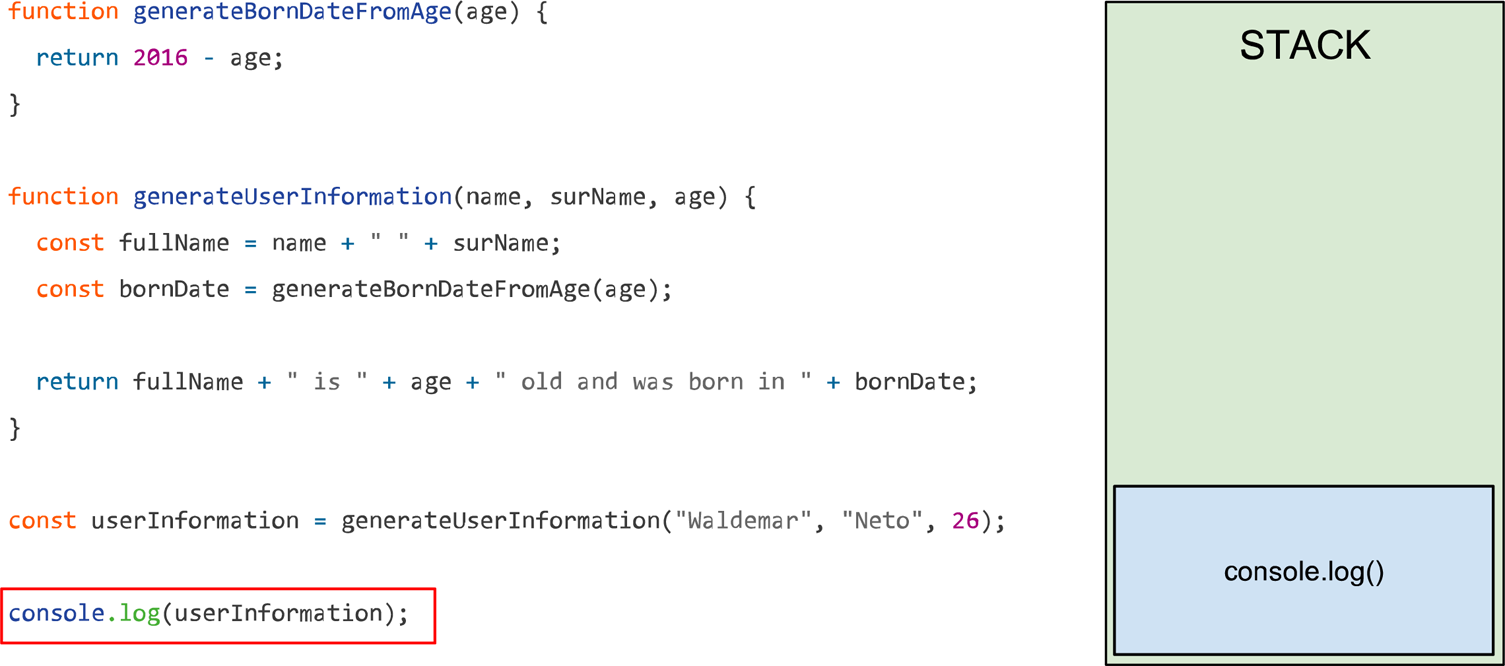 function generateBornDateFromAge(age) {
  return 2016 - age;
}
function generateUserInformation(name, surName, age) {
  const fullName = name + " " + surName;
  const bornDate = generateBornDateFromAge(age);
  return fullName + " is " + age + " old and was born in " + bornDate;
}
const userInformation = generateUserInformation("Waldemar", "Neto", 26);
console.log(userInformation);
STACK
console.log()